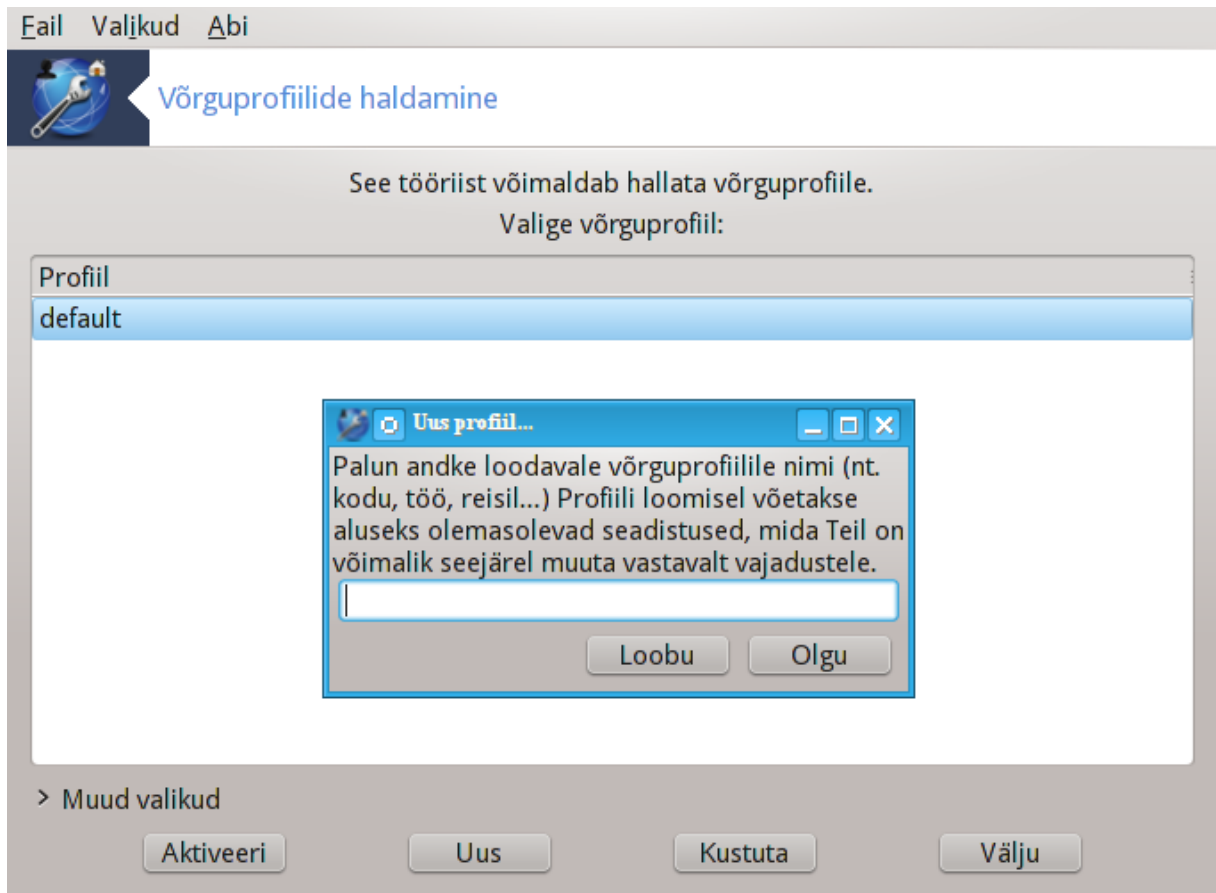 Fail Valikud Abi
Võrguprofiilide haldamine
See tööriist võimaldab hallata võrguprofiile.
Valige võrguprofiil:
Profiil
default
Uus profiil...
Palun andke loodavale võrguprofiilile nimi (nt.
kodu, töö, reisil...) Profiili loomisel võetakse
aluseks olemasolevad seadistused, mida Teil on
võimalik seejärel muuta vastavalt vajadustele.
Loobu Olgu
> Muud valikud
Aktiveeri Uus Kustuta Välju